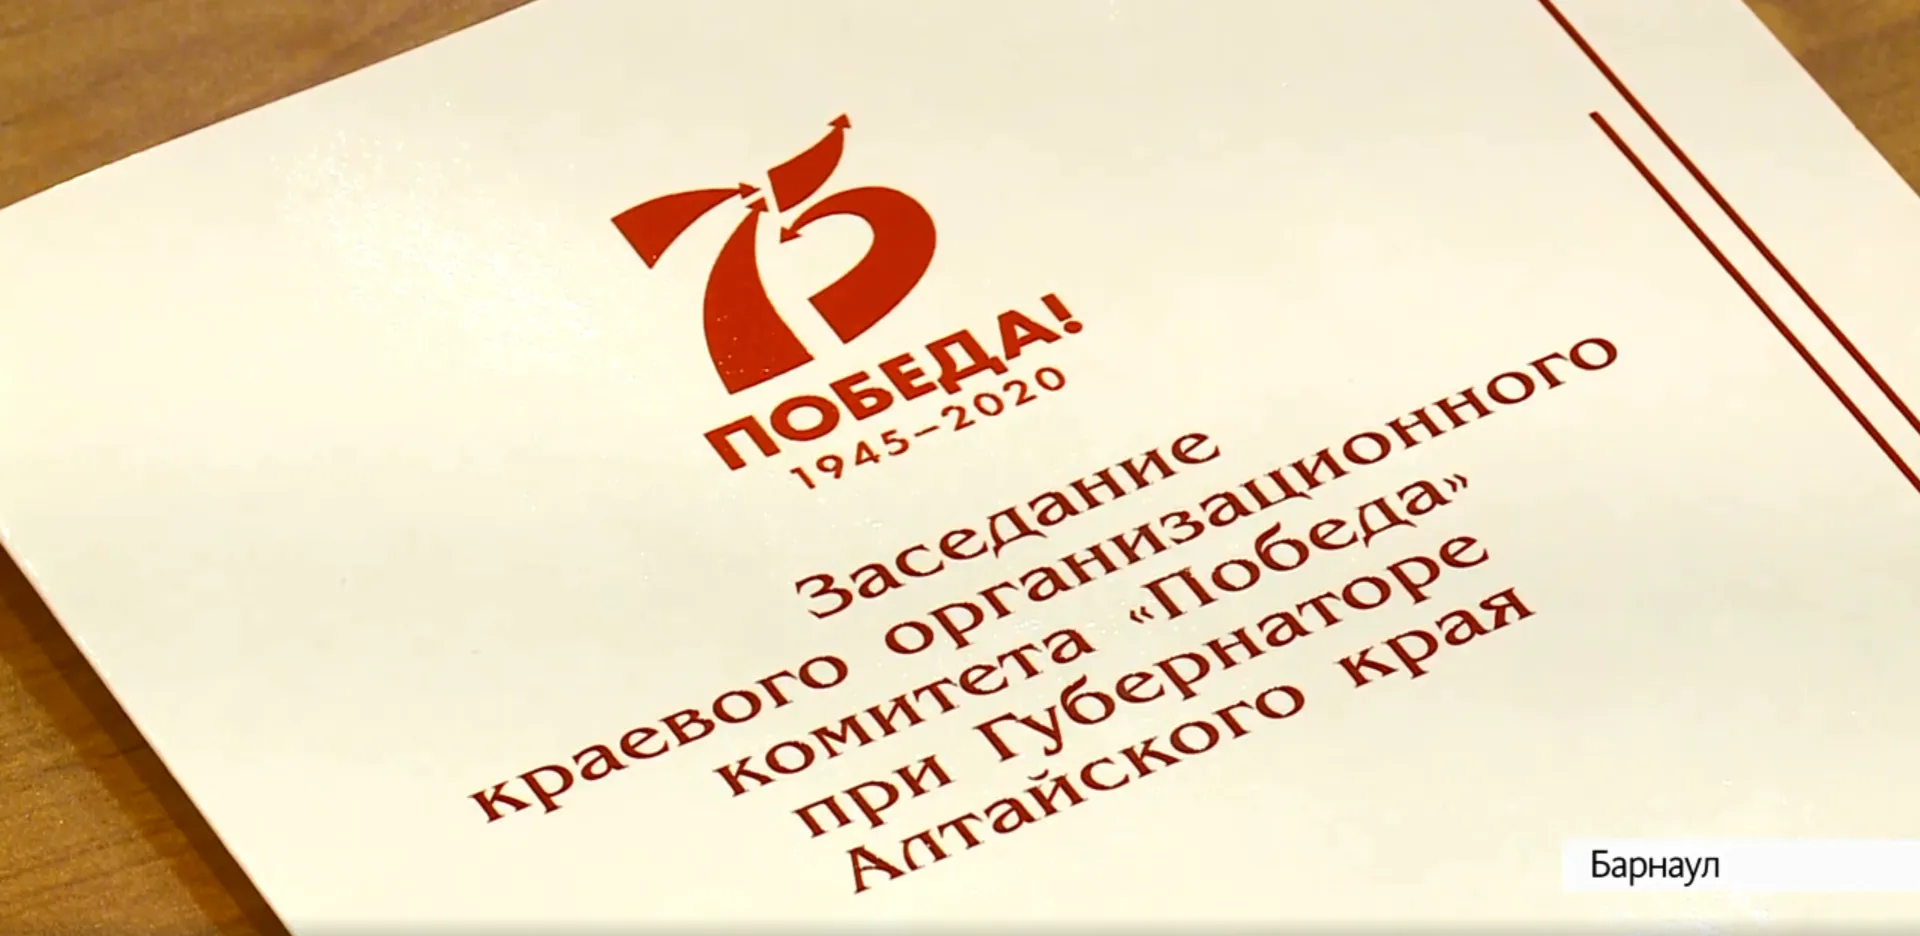 75
ПОБЕДА!
1945–2020
Заседание
краевого организационного
комитета «Победа»
при Губернаторе
Алтайского края
Барнаул